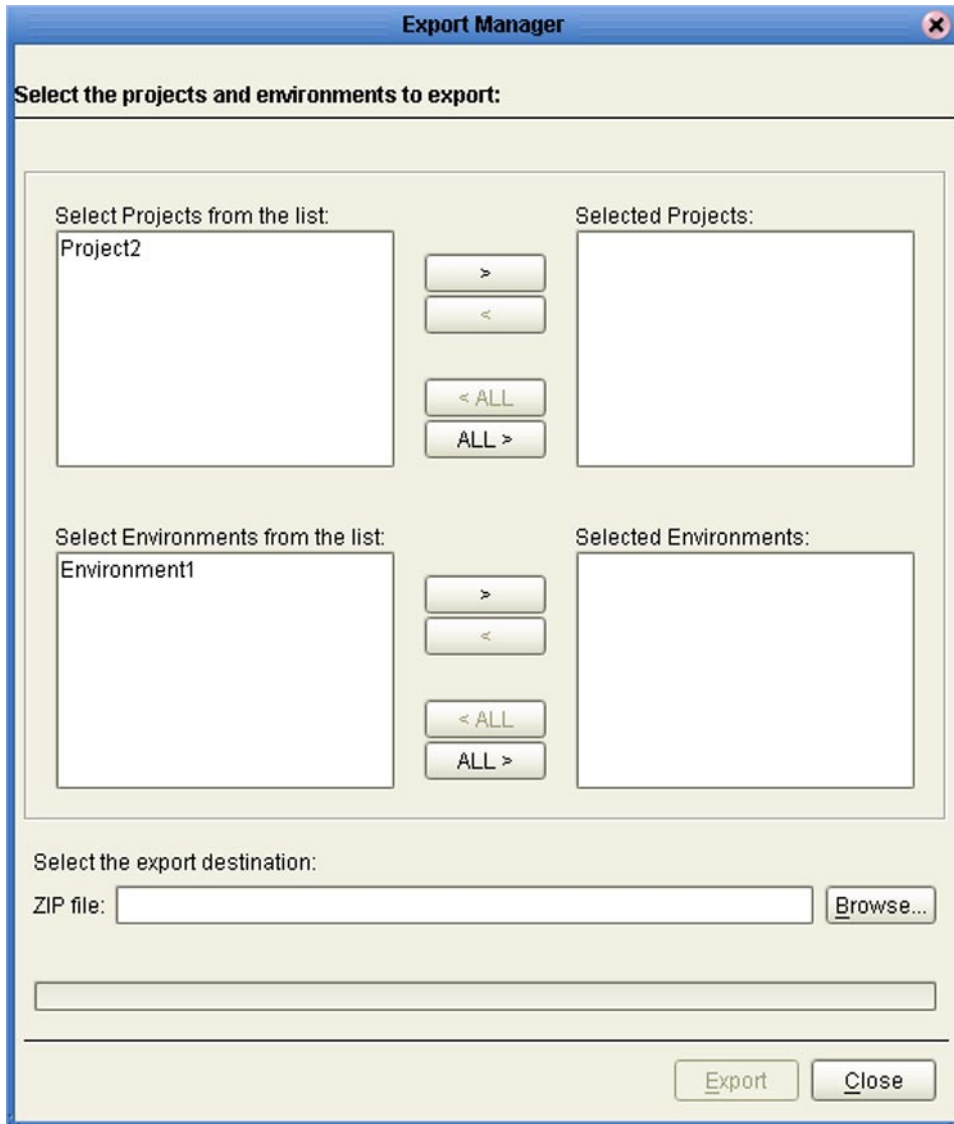 Export Manager
Select the projects and environments to export:
Select Projects from the list:
Selected Projects:
Project2
>
<
< ALL
ALL >
Select Environments from the list:
Selected Environments:
Environment1
>
<
< ALL
ALL >
Select the export destination:
ZIP file:
Browse...
Export
Close